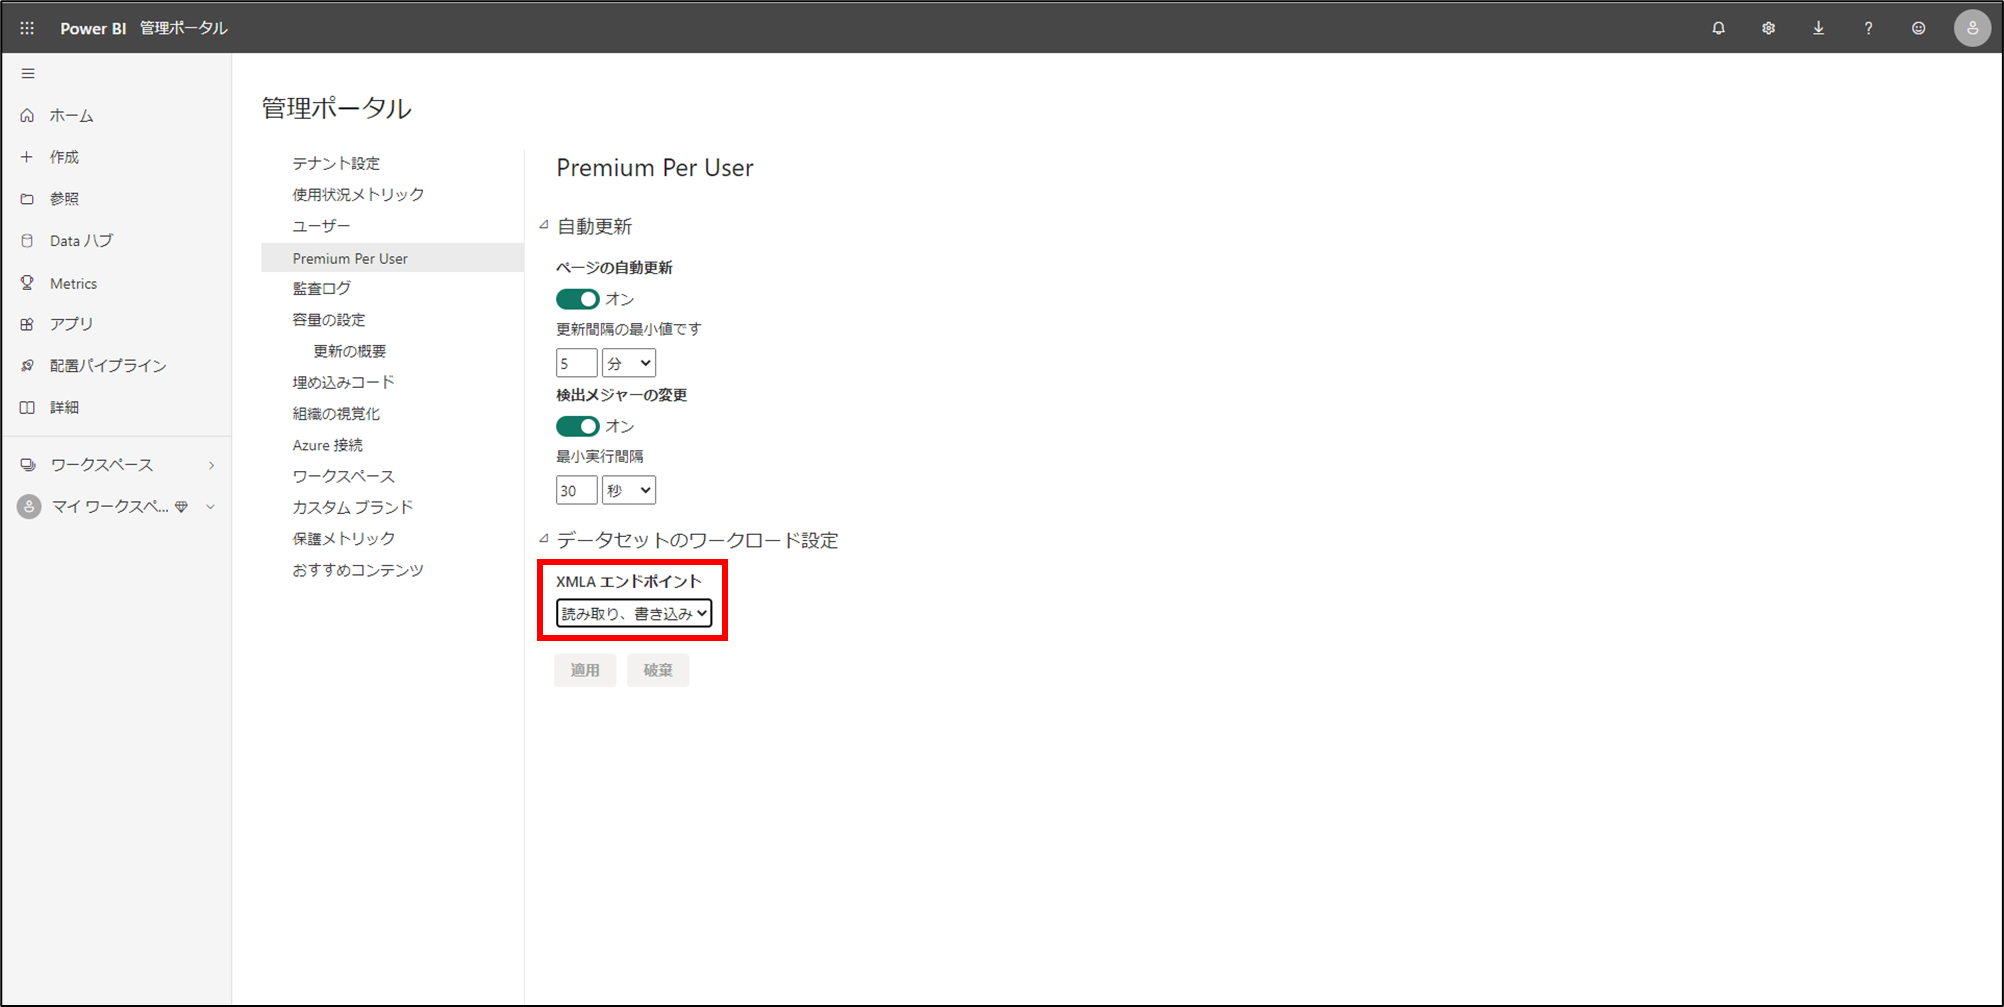 Power BI 管理ポータル
ホーム
作成
参照
Data ハブ
Metrics
アプリ
配置パイプライン
詳細
ワークスペース
マイ ワークスペ...
管理ポータル
テナント設定
使用状況メトリック
ユーザー
Premium Per User
監査ログ
容量の設定
更新の概要
埋め込みコード
組織の視覚化
Azure 接続
ワークスペース
カスタム ブランド
保護メトリック
おすすめコンテンツ
Premium Per User
自動更新
ページの自動更新
オン
更新間隔の最小値です
5 分
検出メジャーの変更
オン
最小実行間隔
30 秒
データセットのワークロード設定
XMLA エンドポイント
読み取り、書き込み
適用 破棄